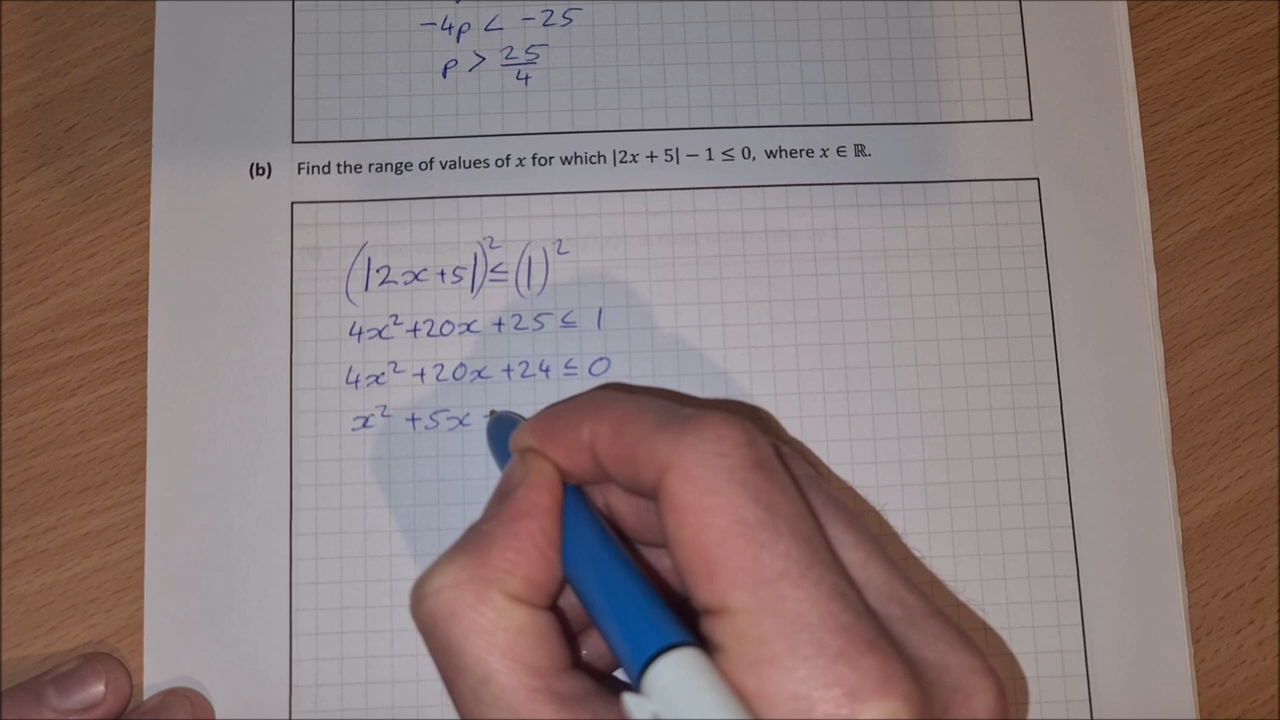 -4p < -25
p > 25/4
(b) Find the range of values of x for which |2x + 5| − 1 ≤ 0, where x ∈ ℝ.
(|2x+5|)² ≤ (1)²
4x² +20x +25 ≤ 1
4x² +20x +24 ≤ 0
x² +5x